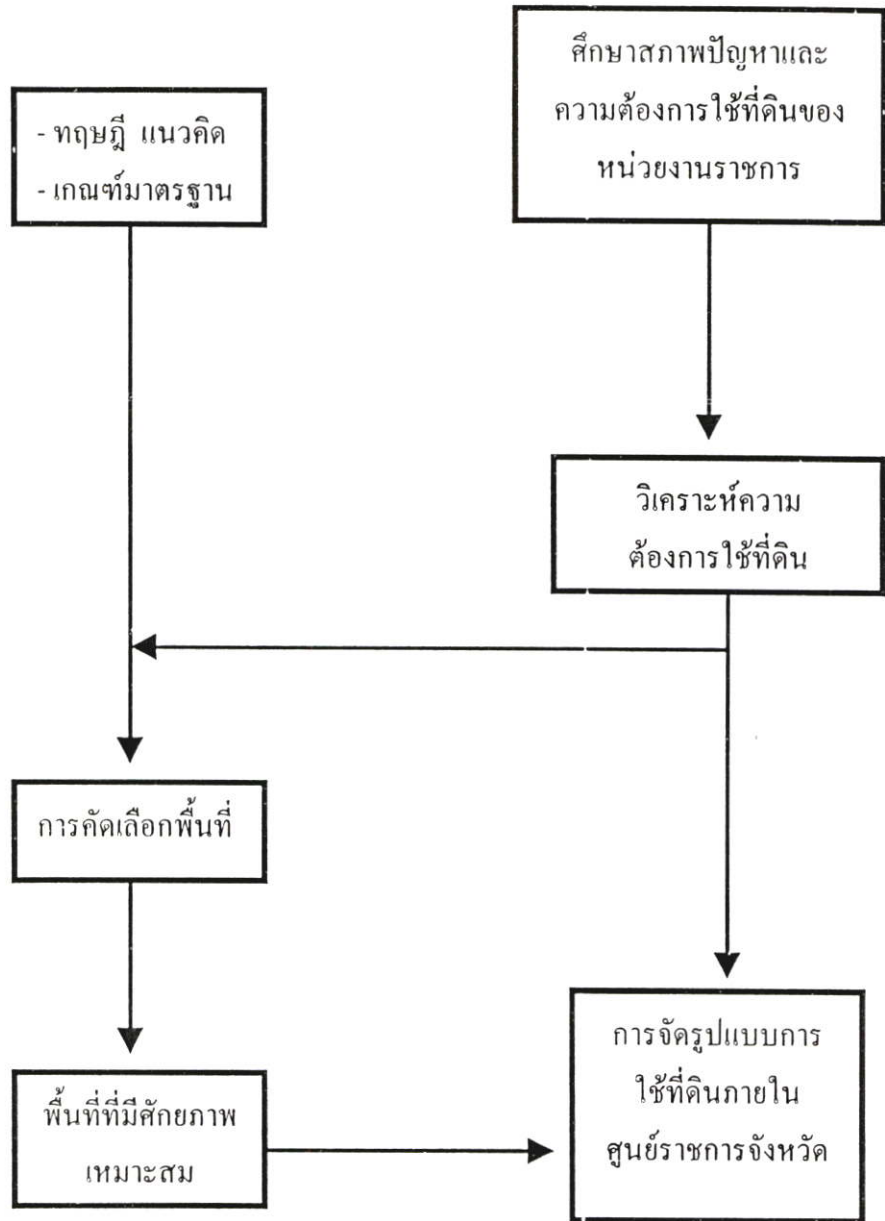 ศึกษาสภาพปัญหาและ
ความต้องการใช้ที่ดินของ
หน่วยงานราชการ
- ทฤษฎี แนวคิด
- เกณฑ์มาตรฐาน
วิเคราะห์ความ
ต้องการใช้ที่ดิน
การคัดเลือกพื้นที่
การจัดรูปแบบการ
ใช้ที่ดินภายใน
ศูนย์ราชการจังหวัด
พื้นที่ที่มีศักยภาพ
เหมาะสม